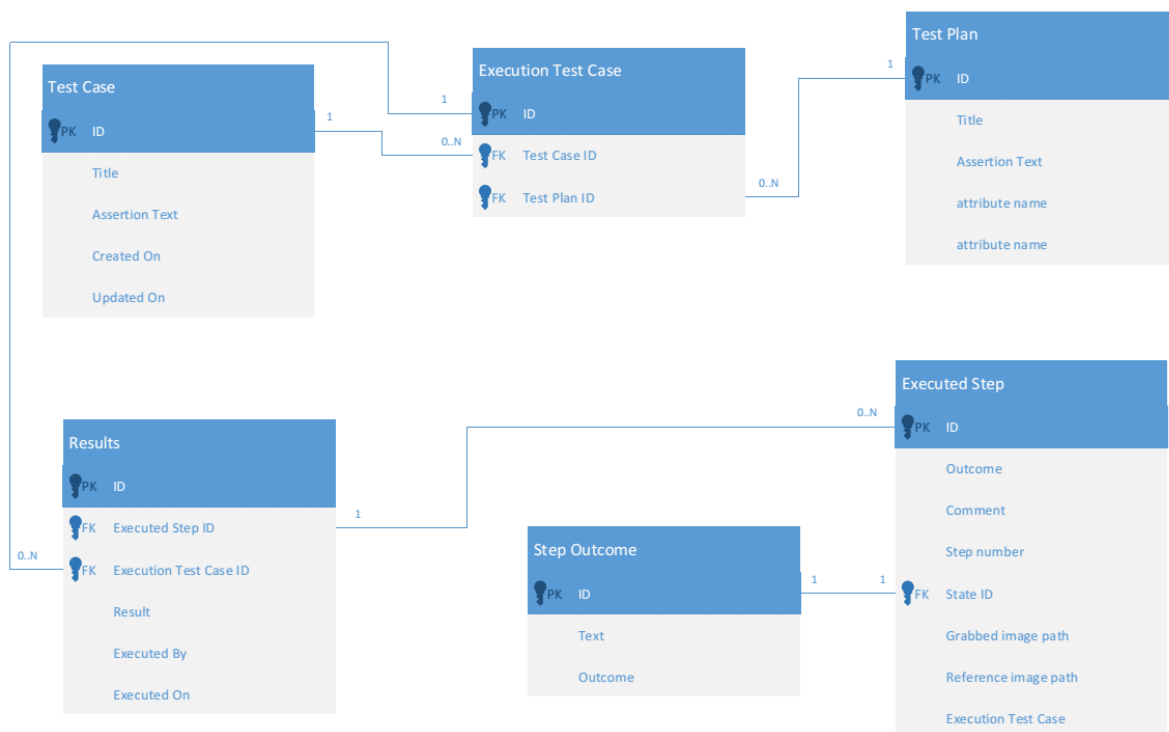 Test Plan
1
PK ID
Title
Assertion Text
attribute name
attribute name
Execution Test Case
1
PK ID
0..N
FK Test Case ID
FK Test Plan ID
0..N
Test Case
PK ID
1
Title
Assertion Text
Created On
Updated On
Executed Step
0..N
PK ID
Outcome
Comment
Step number
1
FK State ID
Grabbed image path
Reference image path
Execution Test Case
Results
PK ID
FK Executed Step ID
1
0..N
FK Execution Test Case ID
Result
Executed By
Executed On
Step Outcome
PK ID
1
Text
Outcome